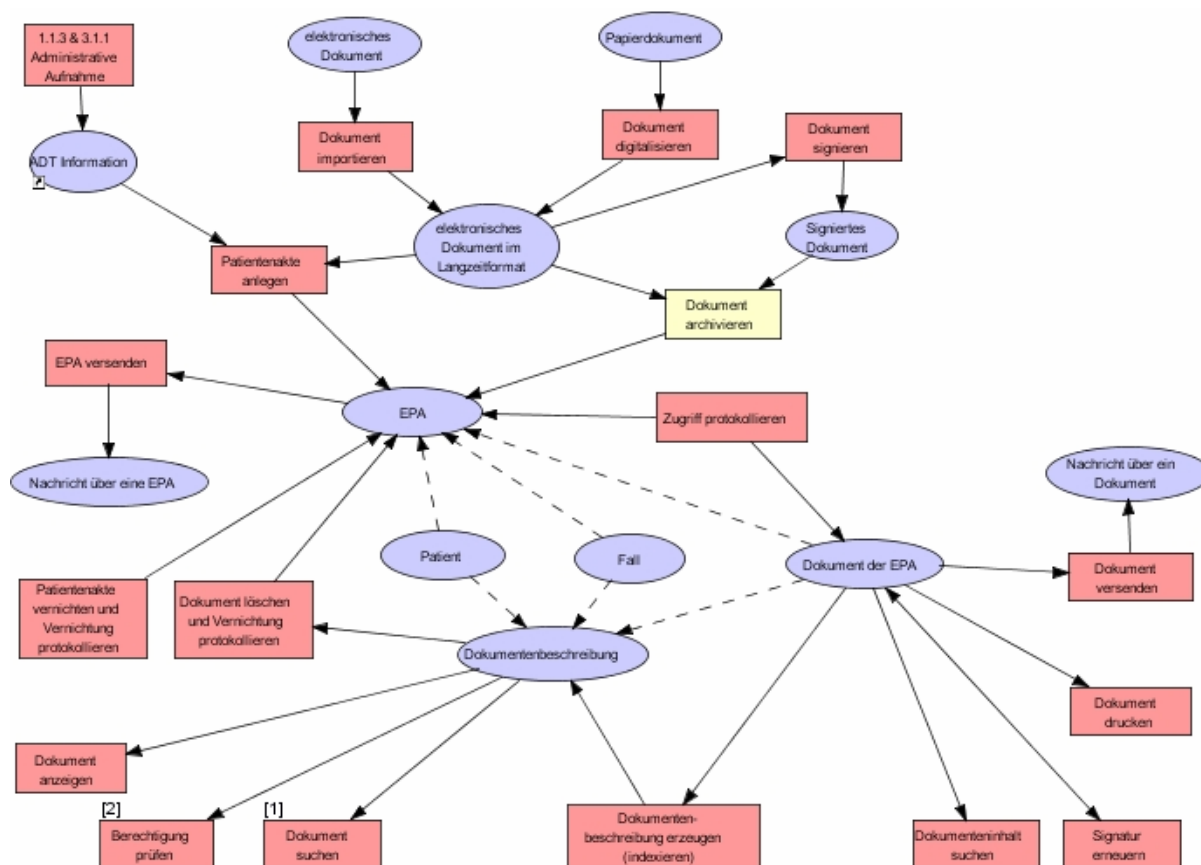 1.1.3 & 3.1.1
Administrative
Aufnahme
elektronisches
Dokument
Papierdokument
Dokument
importieren
Dokument
digitalisieren
Dokument
signieren
ADT Information
elektronisches
Dokument im
Langzeitformat
Signiertes
Dokument
Patientenakte
anlegen
Dokument
archivieren
EPA versenden
EPA
Zugriff protokollieren
Nachricht über eine EPA
Nachricht über ein
Dokument
Patient
Fall
Dokument der EPA
Dokument
versenden
Patientenakte
vernichten und
Vernichtung
protokollieren
Dokument löschen
und Vernichtung
protokollieren
Dokumentenbeschreibung
Dokument
drucken
Dokument
anzeigen
[2]
Berechtigung
prüfen
[1]
Dokument
suchen
Dokumenten-
beschreibung erzeugen
(indexieren)
Dokumenteninhalt
suchen
Signatur
erneuern